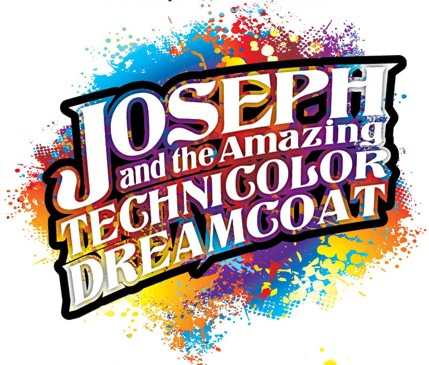 JOSEPH
and the Amazing
TECHNICOLOR
DREAMCOAT